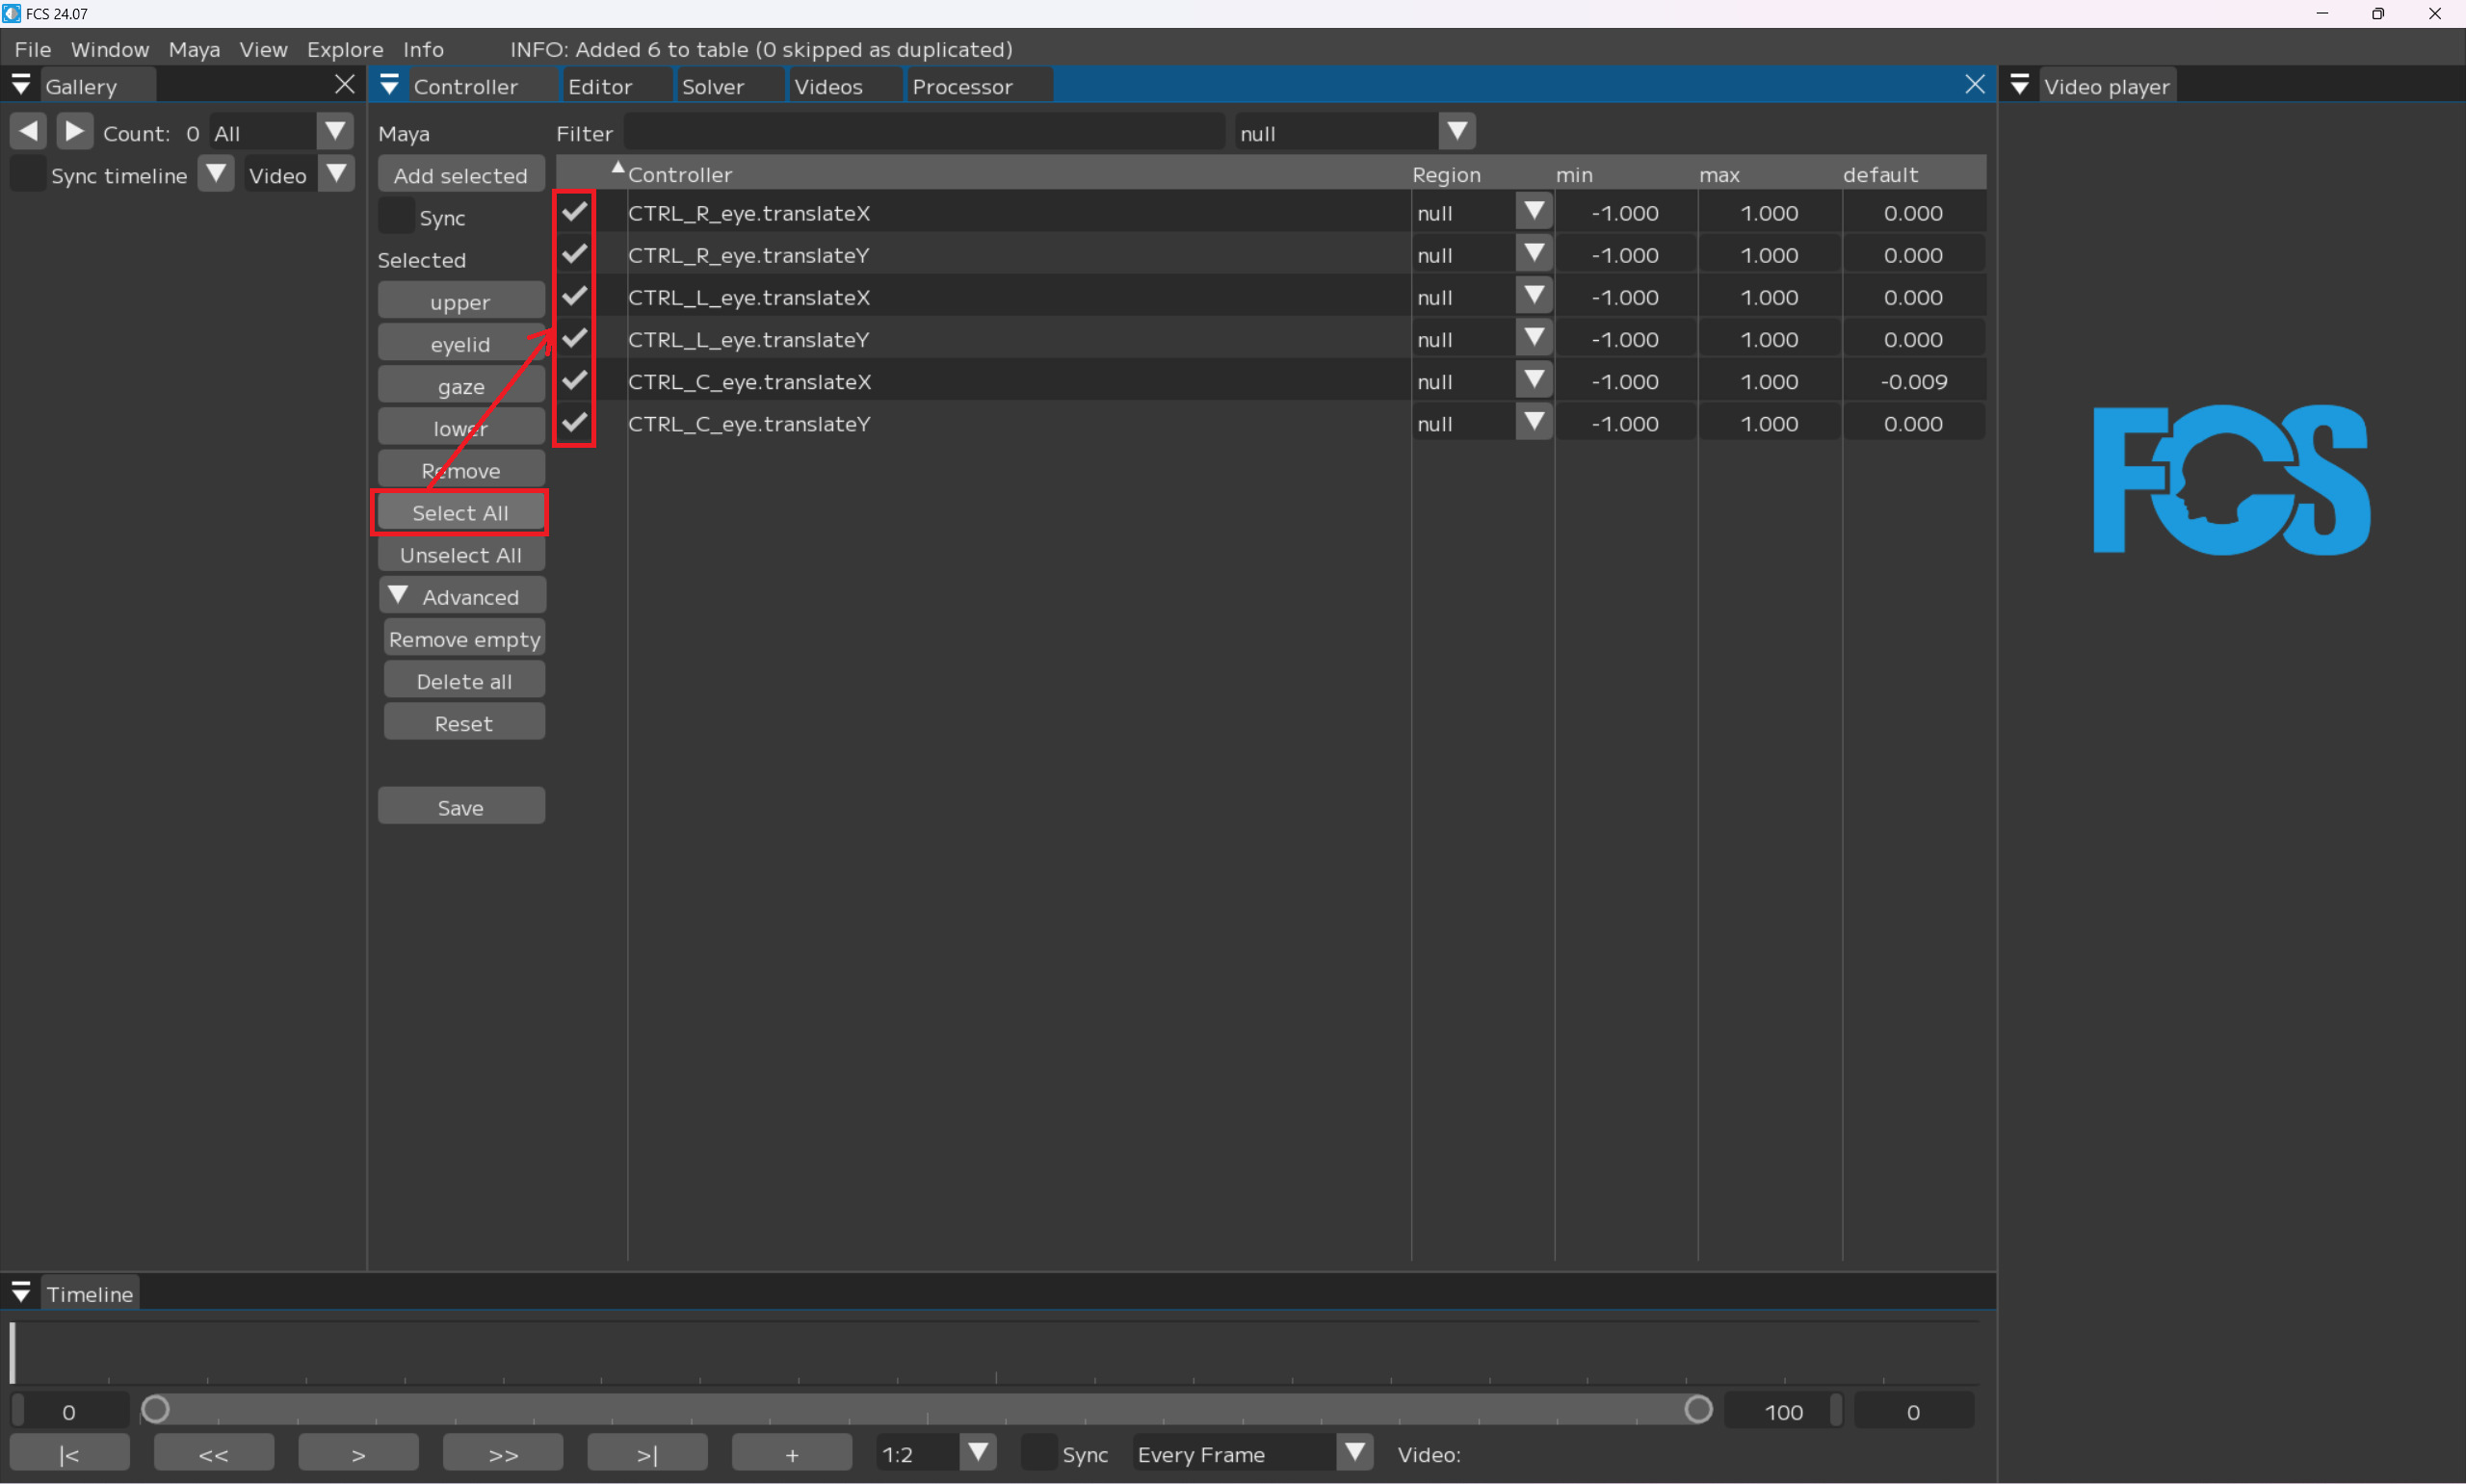 FCS 24.07
File Window Maya View Explore Info INFO: Added 6 to table (0 skipped as duplicated)
Gallery
Controller Editor Solver Videos Processor
Video player
Count: 0 All
Sync timeline Video
Maya
Filter null
Add selected
Sync
Selected
upper
eyelid
gaze
lower
Remove
Select All
Unselect All
Advanced
Remove empty
Delete all
Reset
Save
Controller Region min max default
CTRL_R_eye.translateX null -1.000 1.000 0.000
CTRL_R_eye.translateY null -1.000 1.000 0.000
CTRL_L_eye.translateX null -1.000 1.000 0.000
CTRL_L_eye.translateY null -1.000 1.000 0.000
CTRL_C_eye.translateX null -1.000 1.000 -0.009
CTRL_C_eye.translateY null -1.000 1.000 0.000
FCS
Timeline
0 100 0
|< << > >> >| + 1:2 Sync Every Frame Video: